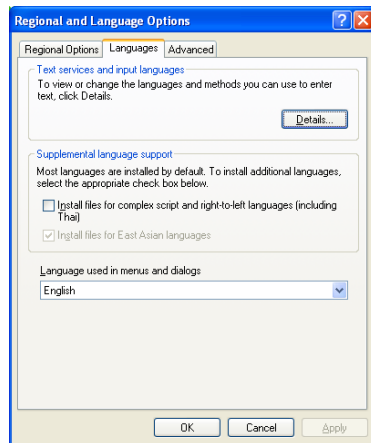 Regional and Language Options
Regional Options Languages Advanced
Text services and input languages
To view or change the languages and methods you can use to enter
text, click Details.
Details...
Supplemental language support
Most languages are installed by default. To install additional languages,
select the appropriate check box below.
Install files for complex script and right-to-left languages (including
Thai)
Install files for East Asian languages
Language used in menus and dialogs
English
OK Cancel Apply